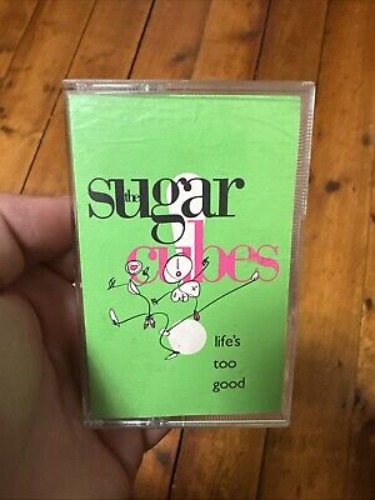 the
sugar
cubes
life's
too
good